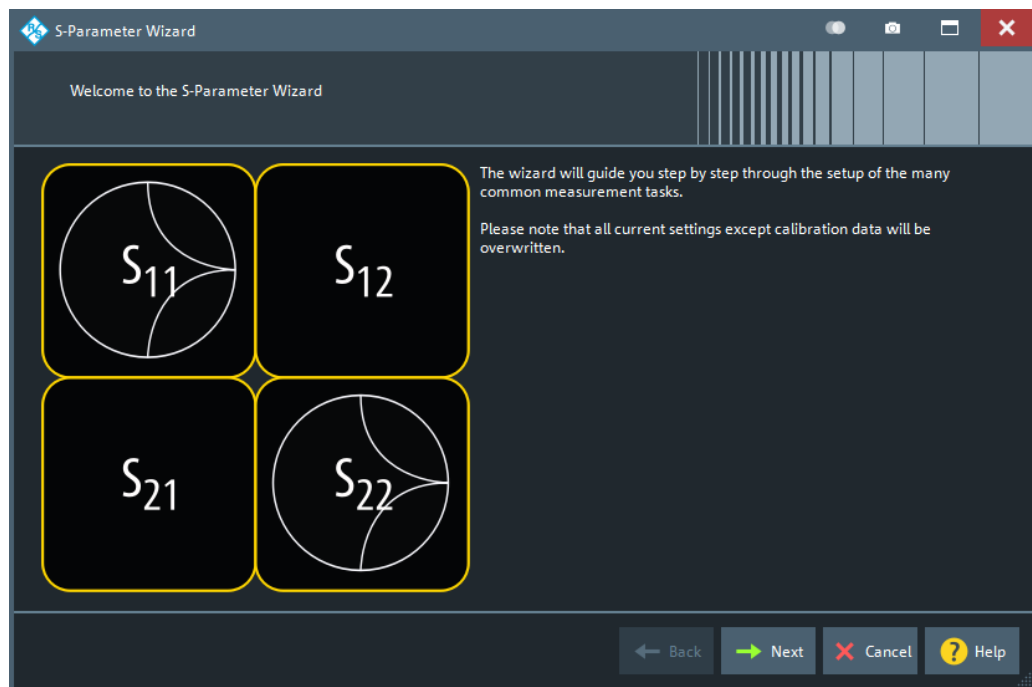 R/S S-Parameter Wizard
Welcome to the S-Parameter Wizard
S11
S12
S21
S22
The wizard will guide you step by step through the setup of the many
common measurement tasks.
Please note that all current settings except calibration data will be
overwritten.
Back
Next
Cancel
? Help